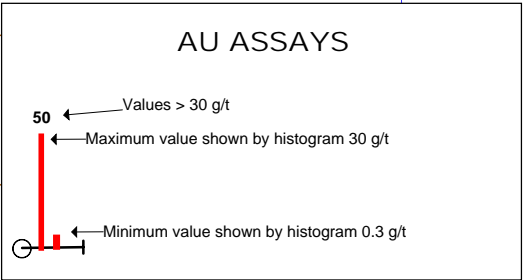 AU ASSAYS
Values > 30 g/t
50
Maximum value shown by histogram 30 g/t
Minimum value shown by histogram 0.3 g/t